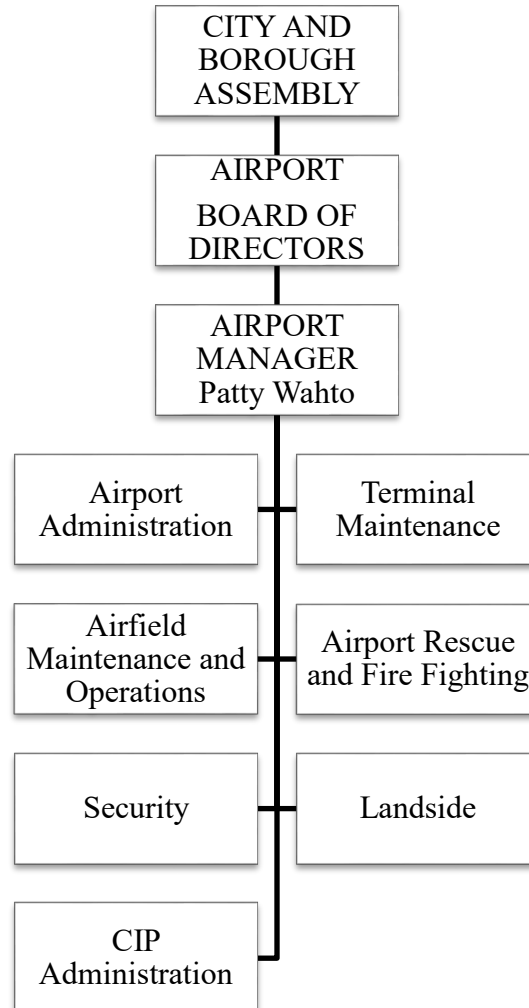 CITY AND
BOROUGH
ASSEMBLY
AIRPORT
BOARD OF
DIRECTORS
AIRPORT
MANAGER
Patty Wahto
Airport
Administration
Terminal
Maintenance
Airfield
Maintenance and
Operations
Airport Rescue
and Fire Fighting
Security
Landside
CIP
Administration